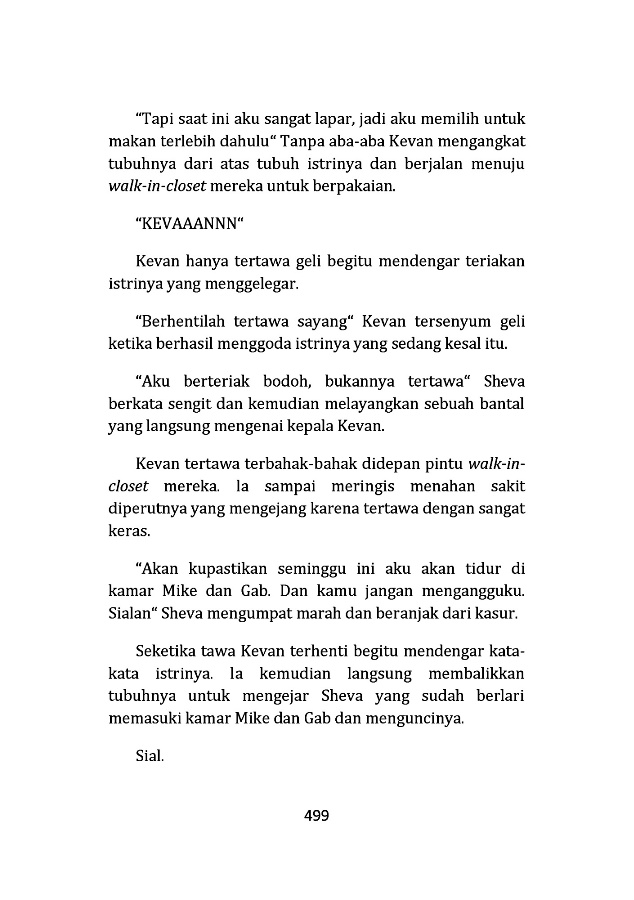 “Tapi saat ini aku sangat lapar, jadi aku memilih untuk
makan terlebih dahulu“ Tanpa aba-aba Kevan mengangkat
tubuhnya dari atas tubuh istrinya dan berjalan menuju
walk-in-closet mereka untuk berpakaian.
“KEVAAANNN“
Kevan hanya tertawa geli begitu mendengar teriakan
istrinya yang menggelegar.
“Berhentilah tertawa sayang“ Kevan tersenyum geli
ketika berhasil menggoda istrinya yang sedang kesal itu.
“Aku berteriak bodoh, bukannya tertawa“ Sheva
berkata sengit dan kemudian melayangkan sebuah bantal
yang langsung mengenai kepala Kevan.
Kevan tertawa terbahak-bahak didepan pintu walk-in-
closet mereka. Ia sampai meringis menahan sakit
diperutnya yang mengejang karena tertawa dengan sangat
keras.
“Akan kupastikan seminggu ini aku akan tidur di
kamar Mike dan Gab. Dan kamu jangan mengangguku.
Sialan“ Sheva mengumpat marah dan beranjak dari kasur.
Seketika tawa Kevan terhenti begitu mendengar kata-
kata istrinya. Ia kemudian langsung membalikkan
tubuhnya untuk mengejar Sheva yang sudah berlari
memasuki kamar Mike dan Gab dan menguncinya.
Sial.
499